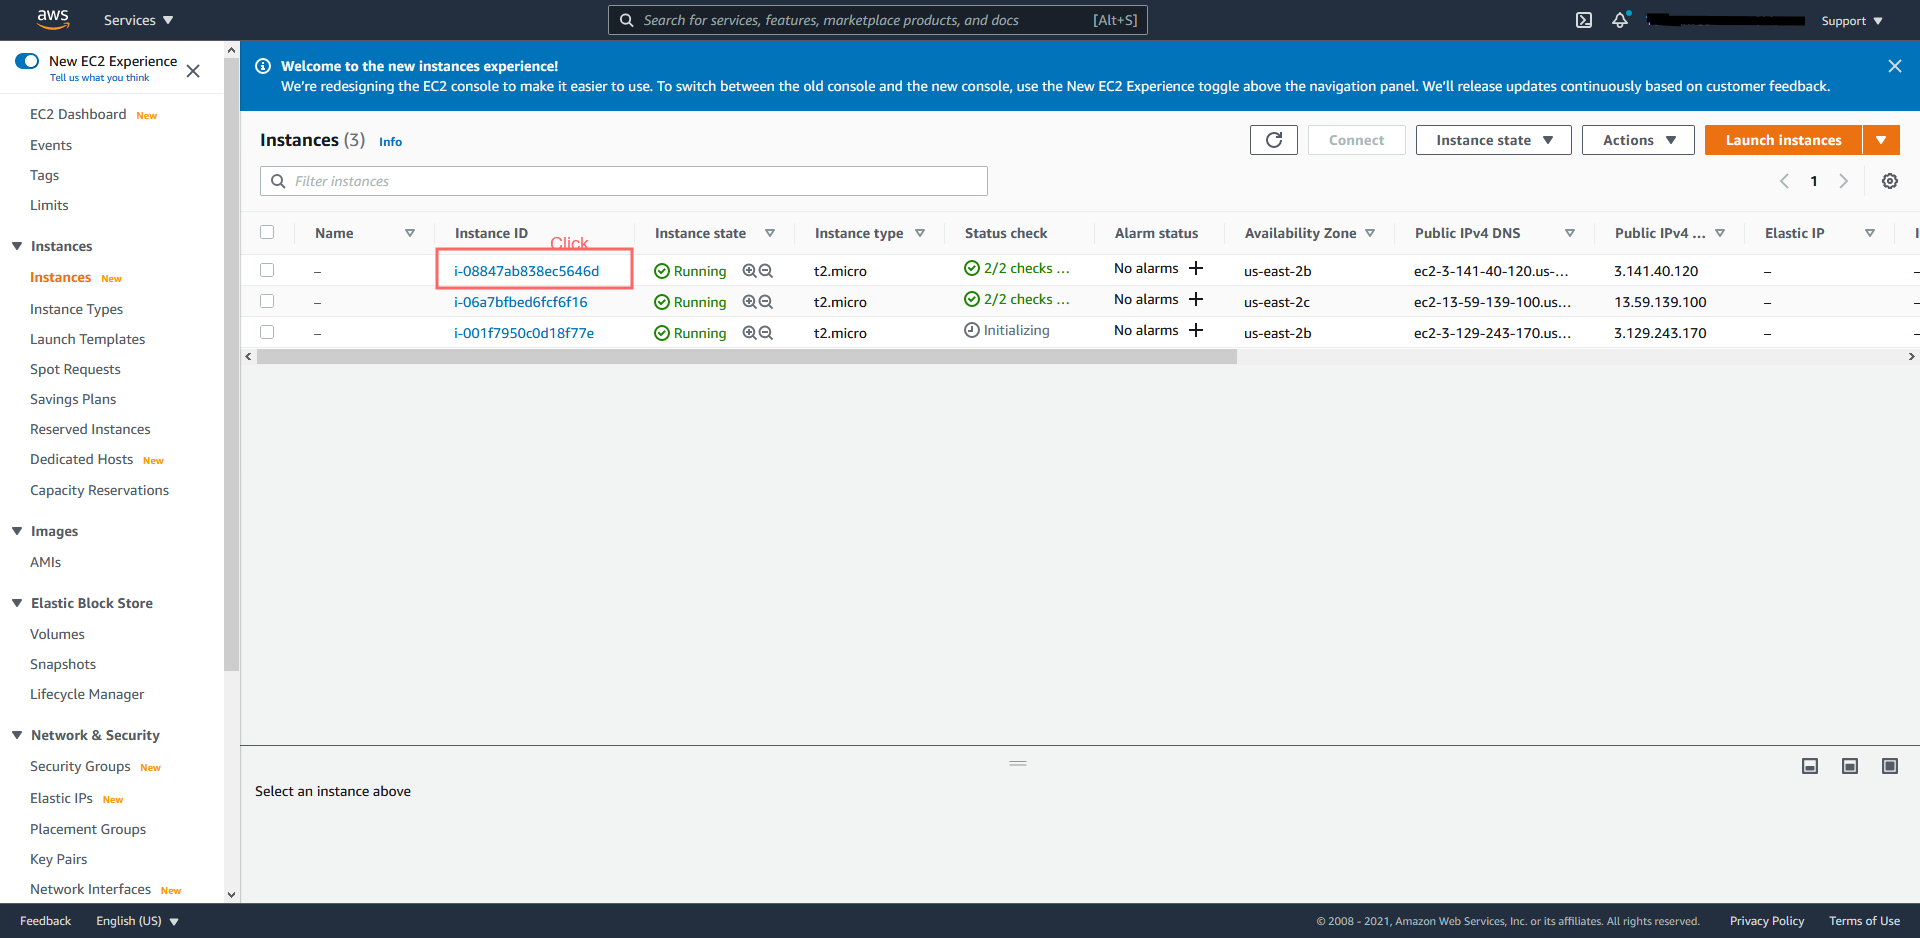 aws Services Search for services, features, marketplace products, and docs [Alt+S] Support
New EC2 Experience
Tell us what you think
EC2 Dashboard New
Events
Tags
Limits
Instances
Instances New
Instance Types
Launch Templates
Spot Requests
Savings Plans
Reserved Instances
Dedicated Hosts New
Capacity Reservations
Images
AMIs
Elastic Block Store
Volumes
Snapshots
Lifecycle Manager
Network & Security
Security Groups New
Elastic IPs New
Placement Groups
Key Pairs
Network Interfaces New
Welcome to the new instances experience!
We're redesigning the EC2 console to make it easier to use. To switch between the old console and the new console, use the New EC2 Experience toggle above the navigation panel. We'll release updates continuously based on customer feedback.
Instances (3) Info Connect Instance state Actions Launch instances
Filter instances 1
Name Instance ID Instance state Instance type Status check Alarm status Availability Zone Public IPv4 DNS Public IPv4 ... Elastic IP
Click
– i-08847ab838ec5646d Running t2.micro 2/2 checks ... No alarms us-east-2b ec2-3-141-40-120.us-... 3.141.40.120 –
– i-06a7bfbed6fcf6f16 Running t2.micro 2/2 checks ... No alarms us-east-2c ec2-13-59-139-100.us... 13.59.139.100 –
– i-001f7950c0d18f77e Running t2.micro Initializing No alarms us-east-2b ec2-3-129-243-170.us... 3.129.243.170 –
Select an instance above
Feedback English (US) © 2008 - 2021, Amazon Web Services, Inc. or its affiliates. All rights reserved. Privacy Policy Terms of Use